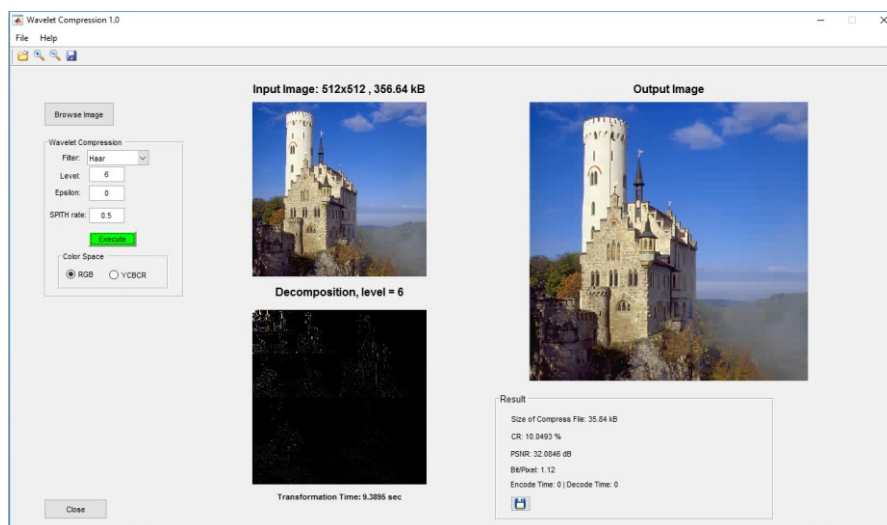 Wavelet Compression 1.0
File Help
Input Image: 512x512 , 356.64 kB
Output Image
Browse Image
Wavelet Compression
Filter: Haar
Level: 6
Epsilon: 0
SPITH rate: 0.5
Execute
Color Space
RGB YCBCR
Decomposition, level = 6
Result
Size of Compress File: 35.84 kB
CR: 10.0493 %
PSNR: 32.0846 dB
Bit/Pixel: 1.12
Encode Time: 0 | Decode Time: 0
Transformation Time: 9.3895 sec
Close